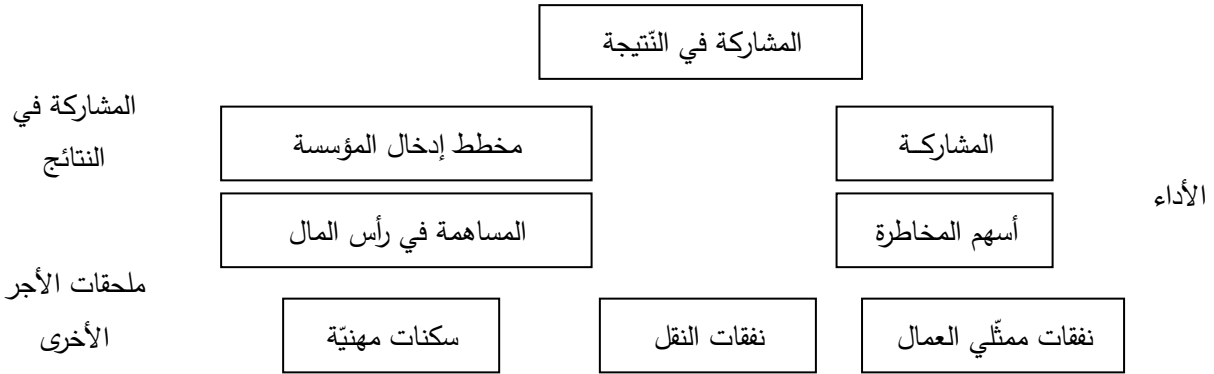 المشاركة في النّتيجة
المشاركة في
النتائج
المشاركــة
مخطط إدخال المؤسسة
الأداء
أسهم المخاطرة
المساهمة في رأس المال
ملحقات الأجر
الأخرى
نفقات ممثّلي العمال
نفقات النقل
سكنات مهنيّة